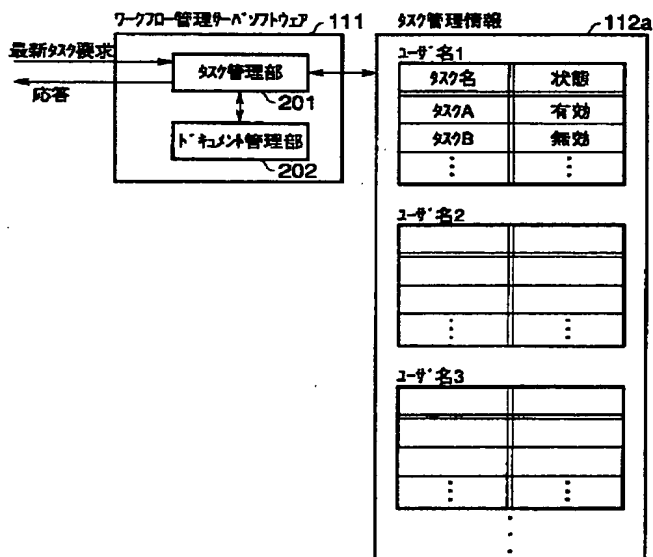 ワークフロー管理サーバソフトウェア 111
最新タスク要求
応答
タスク管理部
201
ドキュメント管理部
202
タスク管理情報 112a
ユーザ名1
タスク名 状態
タスクA 有効
タスクB 無効
ユーザ名2
ユーザ名3